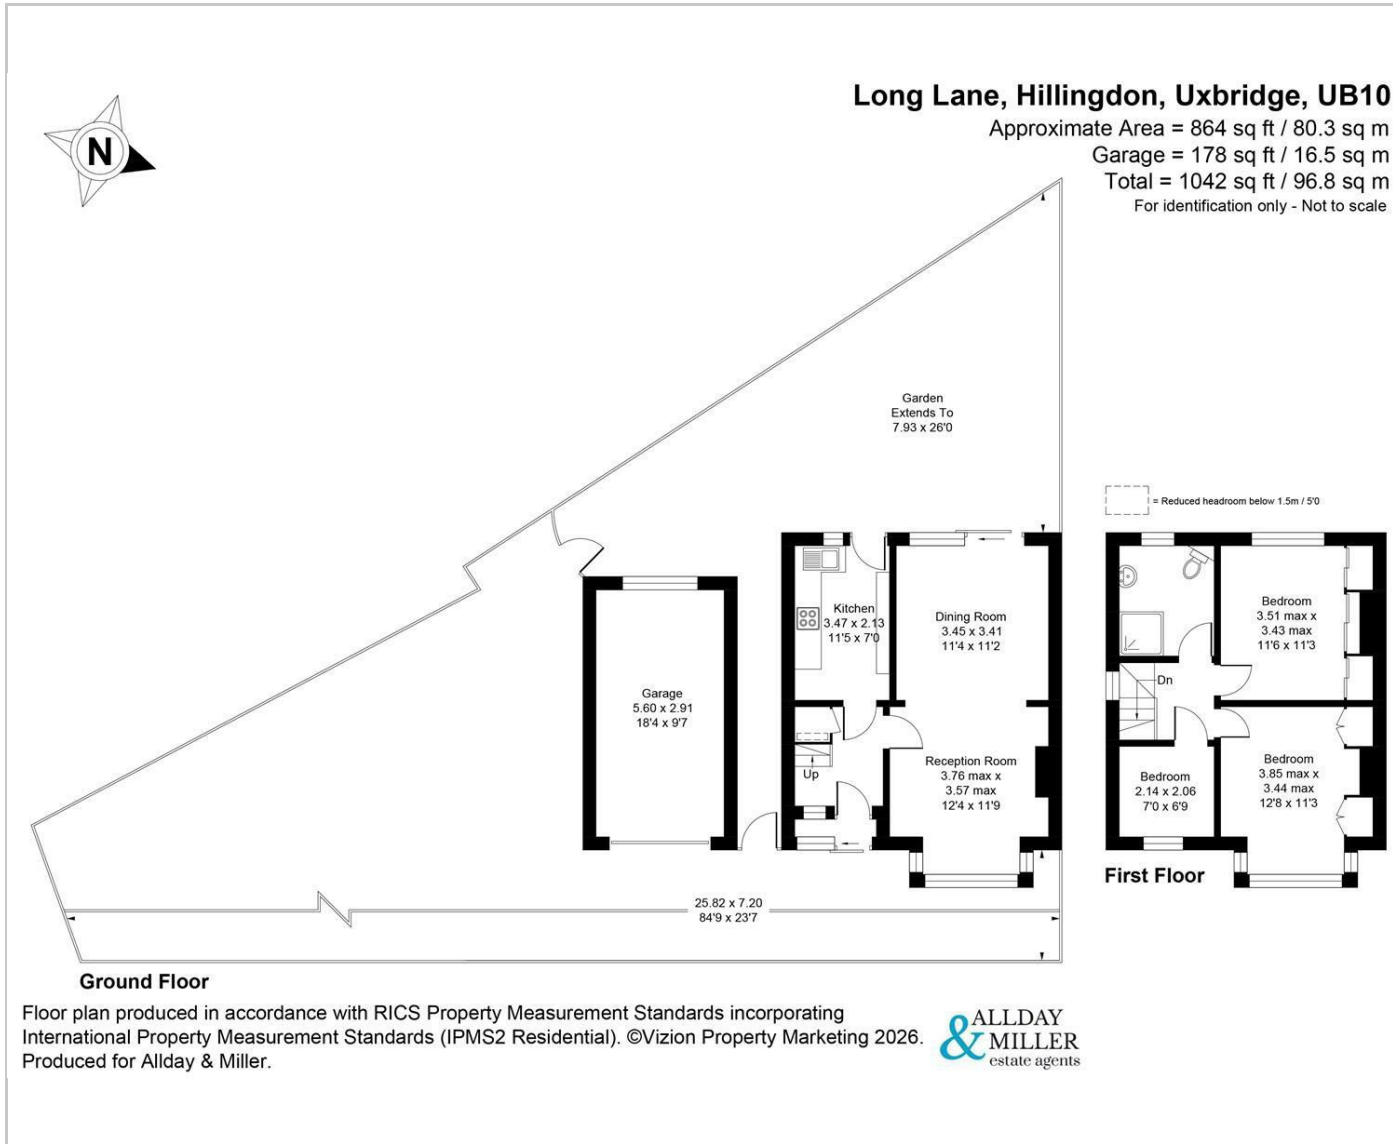 Long Lane, Hillingdon, Uxbridge, UB10
Approximate Area = 864 sq ft / 80.3 sq m
Garage = 178 sq ft / 16.5 sq m
Total = 1042 sq ft / 96.8 sq m
For identification only - Not to scale
N
Garden
Extends To
7.93 x 26'0
= Reduced headroom below 1.5m / 5'0
Kitchen
3.47 x 2.13
11'5 x 7'0
Dining Room
3.45 x 3.41
11'4 x 11'2
Garage
5.60 x 2.91
18'4 x 9'7
Reception Room
3.76 max x
3.57 max
12'4 x 11'9
Up
25.82 x 7.20
84'9 x 23'7
Ground Floor
Bedroom
3.51 max x
3.43 max
11'6 x 11'3
Dn
Bedroom
3.85 max x
3.44 max
12'8 x 11'3
Bedroom
2.14 x 2.06
7'0 x 6'9
First Floor
Floor plan produced in accordance with RICS Property Measurement Standards incorporating
International Property Measurement Standards (IPMS2 Residential). ©Vizion Property Marketing 2026.
Produced for Allday & Miller.
ALLDAY
& MILLER
estate agents